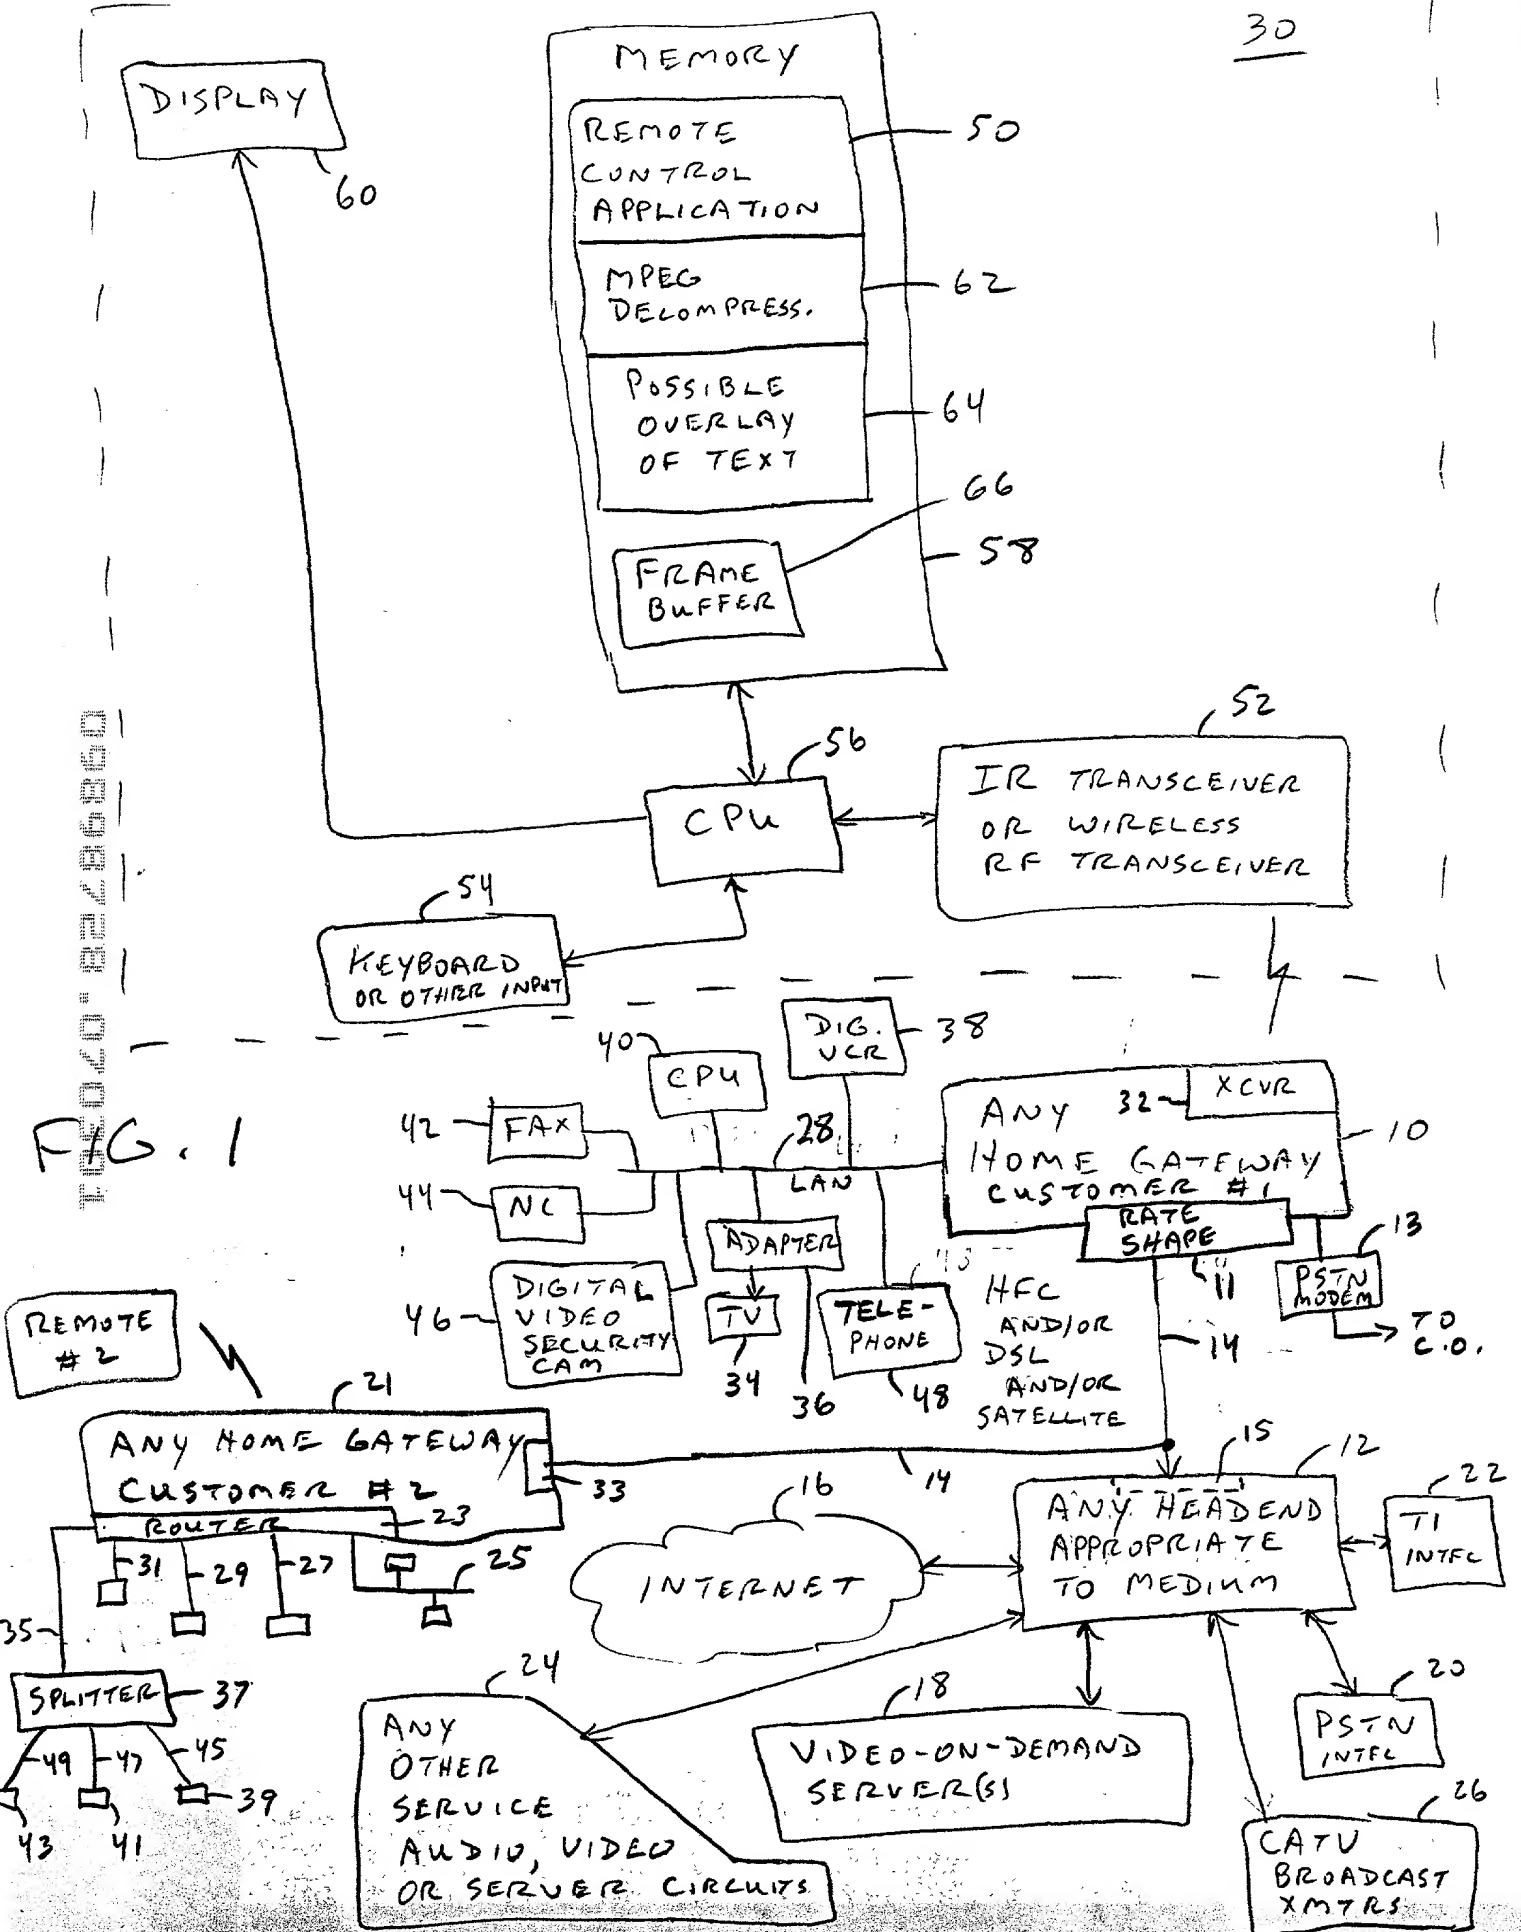 30
MEMORY
DISPLAY
60
REMOTE
CONTROL
APPLICATION
50
MPEG
DECOMPRESS.
62
POSSIBLE
OVERLAY
OF TEXT
64
66
FRAME
BUFFER
58
52
56
CPU
IR TRANSCEIVER
OR WIRELESS
RF TRANSCEIVER
54
KEYBOARD
OR OTHER INPUT
FIG. 1
40
CPU
DIG.
VCR
38
42
FAX
28
LAN
44
NC
32
XCVR
ANY
HOME GATEWAY
CUSTOMER #1
10
RATE
SHAPE
11
13
PSTN
MODEM
TO
C.O.
ADAPTER
TV
34
36
46
DIGITAL
VIDEO
SECURITY
CAM
TELE-
PHONE
48
HFC
AND/OR
DSL
AND/OR
SATELLITE
14
REMOTE
#2
21
ANY HOME GATEWAY
CUSTOMER #2
33
14
ROUTER
23
31
29
27
25
35
SPLITTER
37
49
47
45
39
43
41
16
INTERNET
15
12
ANY HEADEND
APPROPRIATE
TO MEDIUM
22
T1
INTFC
24
ANY
OTHER
SERVICE
AUDIO, VIDEO
OR SERVER CIRCUITS
18
VIDEO-ON-DEMAND
SERVER(S)
20
PSTN
INTFC
26
CATV
BROADCAST
XMTRS